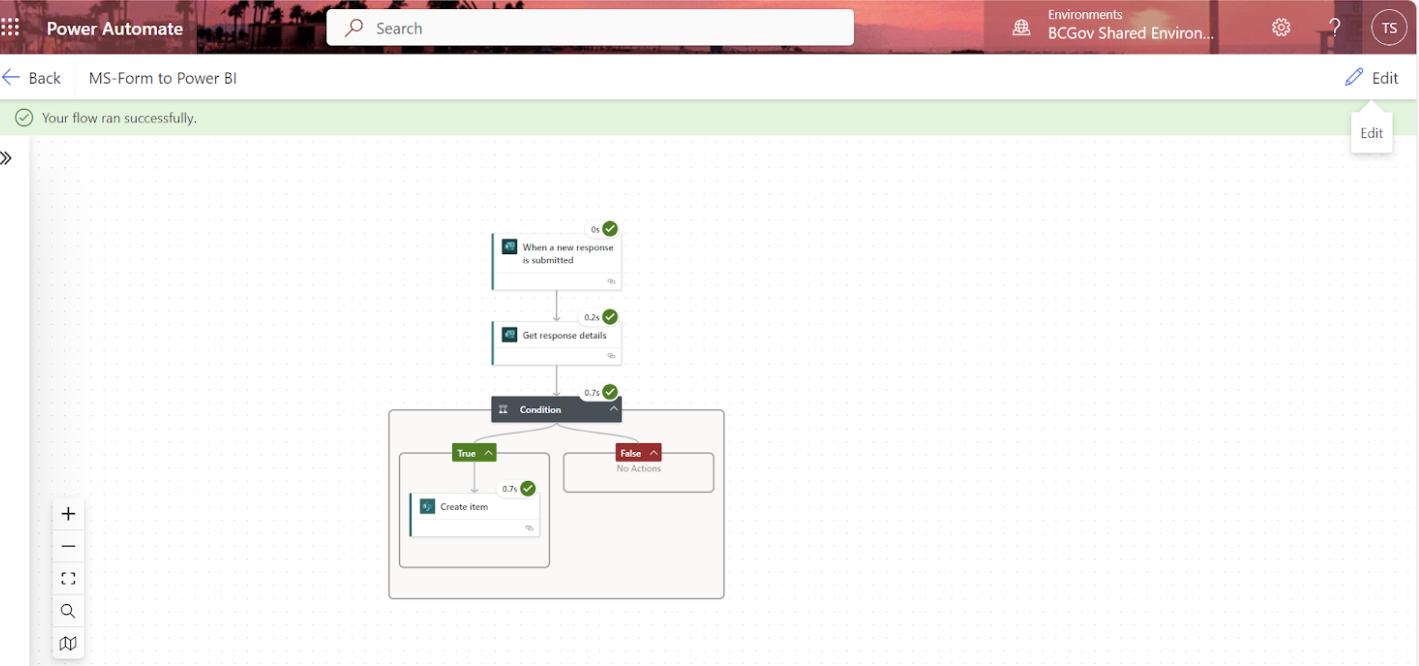 Power Automate
Search
Environments
BCGov Shared Environ...
?
TS
Back
MS-Form to Power BI
Edit
Your flow ran successfully.
Edit
0s
When a new response
is submitted
0.2s
Get response details
0.7s
Condition
True
False
No Actions
0.7s
Create item